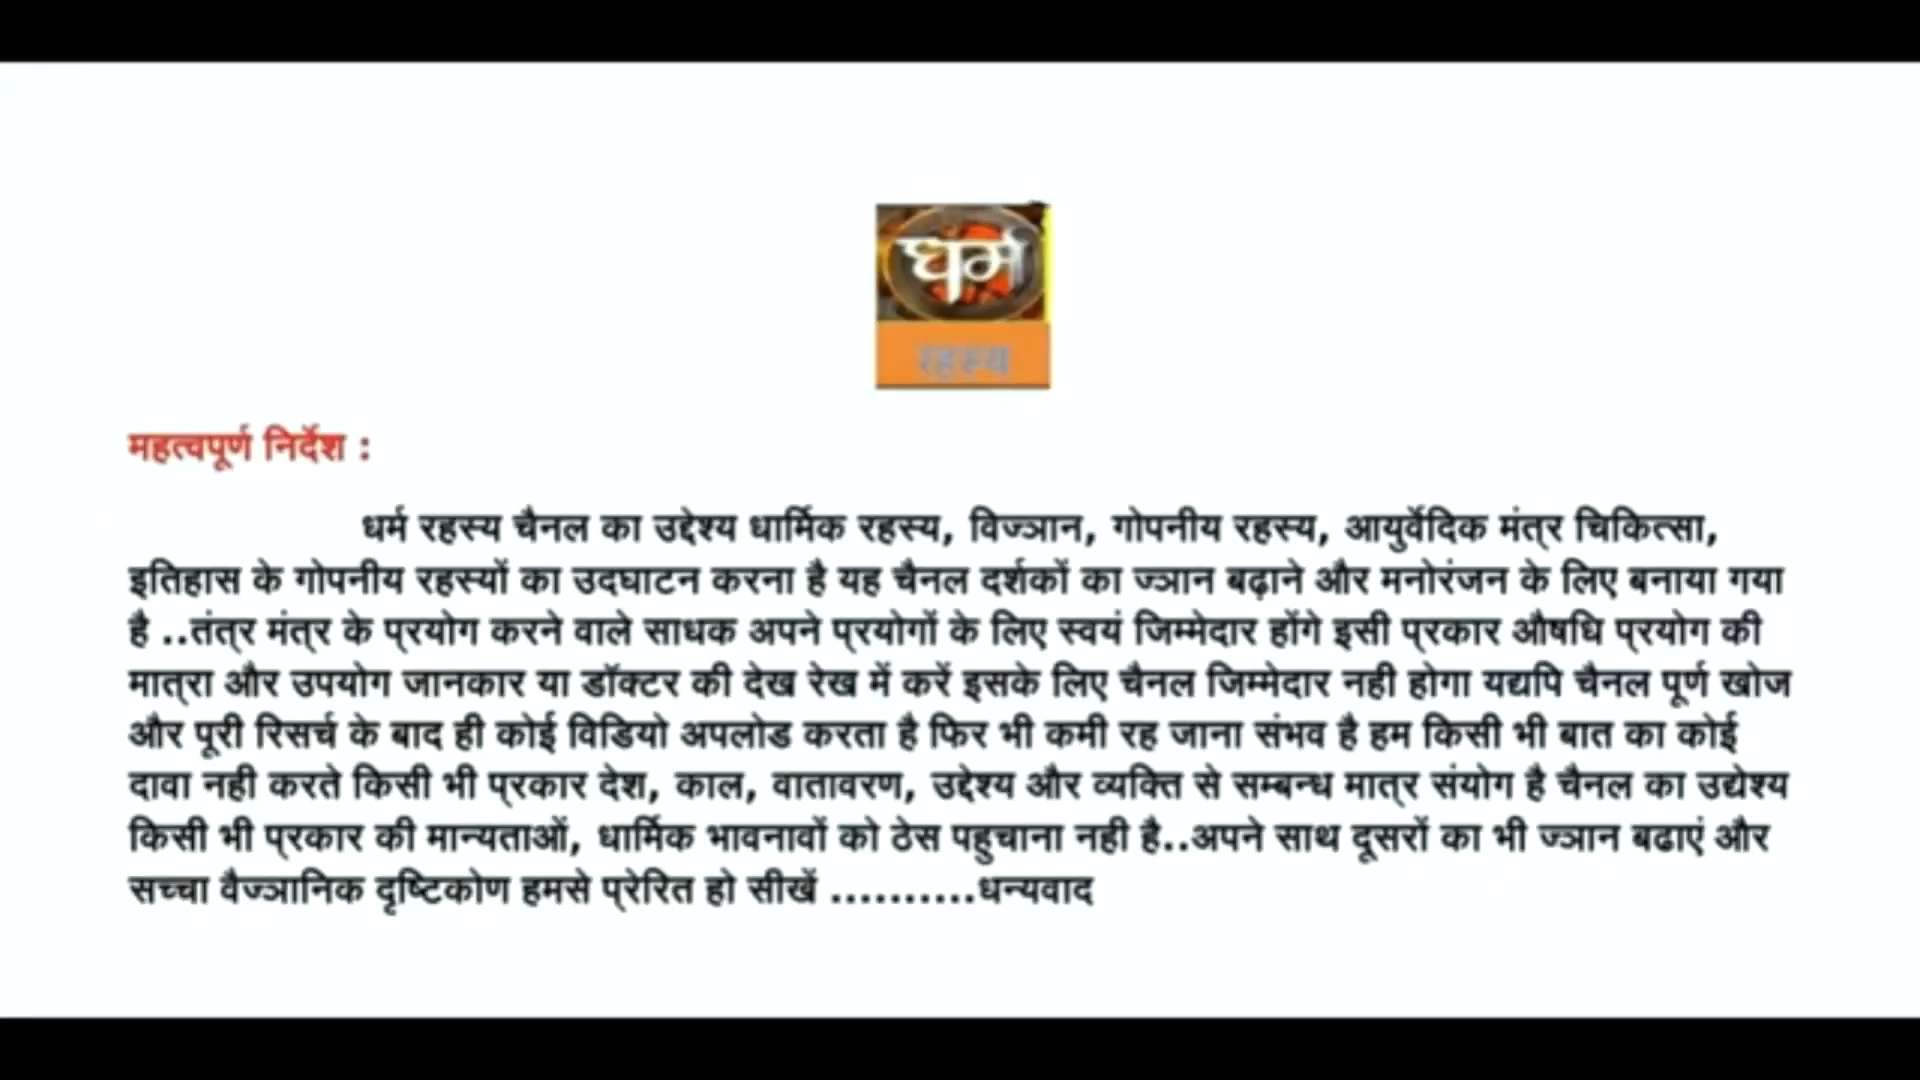 धर्म
रहस्य
महत्वपूर्ण निर्देश :
धर्म रहस्य चैनल का उद्देश्य धार्मिक रहस्य, विज्ञान, गोपनीय रहस्य, आयुर्वेदिक मंत्र चिकित्सा,
इतिहास के गोपनीय रहस्यों का उदघाटन करना है यह चैनल दर्शकों का ज्ञान बढ़ाने और मनोरंजन के लिए बनाया गया
है ..तंत्र मंत्र के प्रयोग करने वाले साधक अपने प्रयोगों के लिए स्वयं जिम्मेदार होंगे इसी प्रकार औषधि प्रयोग की
मात्रा और उपयोग जानकार या डॉक्टर की देख रेख में करें इसके लिए चैनल जिम्मेदार नही होगा यद्यपि चैनल पूर्ण खोज
और पूरी रिसर्च के बाद ही कोई विडियो अपलोड करता है फिर भी कमी रह जाना संभव है हम किसी भी बात का कोई
दावा नही करते किसी भी प्रकार देश, काल, वातावरण, उद्देश्य और व्यक्ति से सम्बन्ध मात्र संयोग है चैनल का उद्येश्य
किसी भी प्रकार की मान्यताओं, धार्मिक भावनावों को ठेस पहुचाना नही है..अपने साथ दूसरों का भी ज्ञान बढाएं और
सच्चा वैज्ञानिक दृष्टिकोण हमसे प्रेरित हो सीखें ..........धन्यवाद